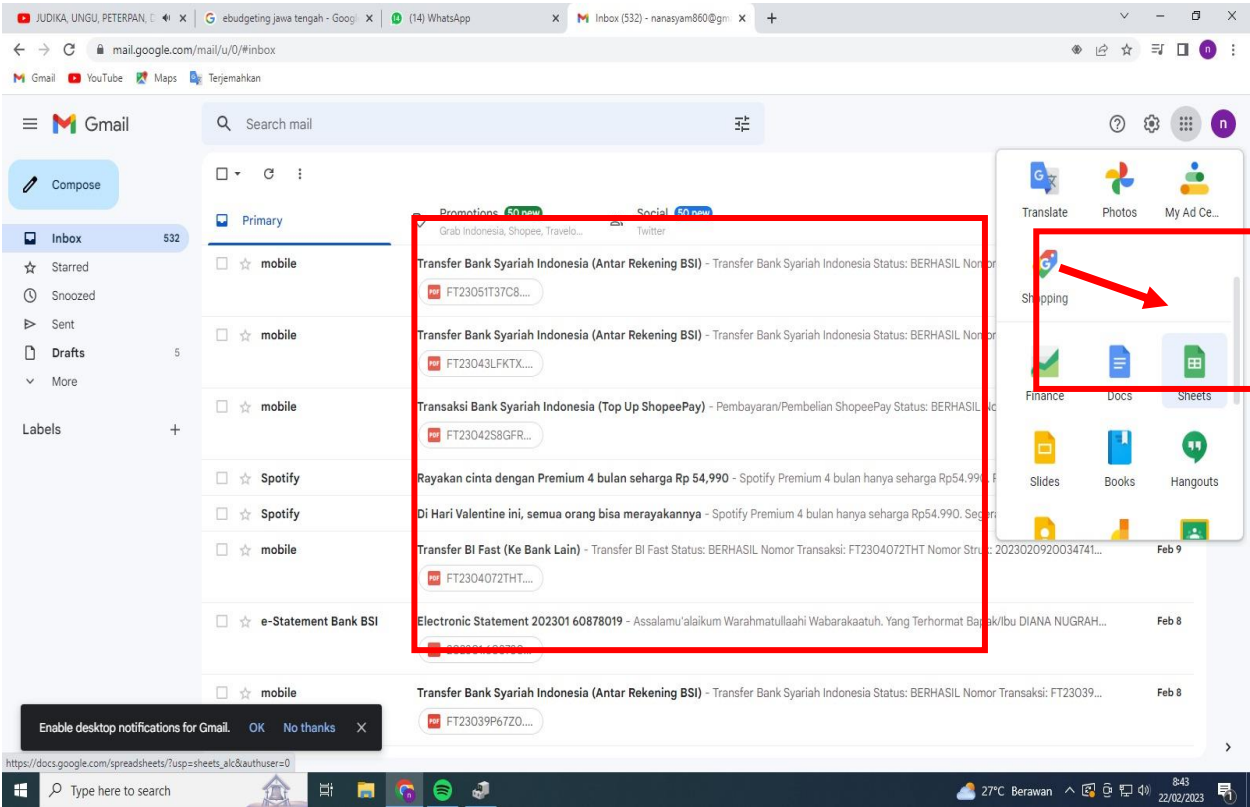 JUDIKA, UNGU, PETERPAN, D
ebudgeting jawa tengah - Googl
(14) WhatsApp
Inbox (532) - nanasyam860@gm
mail.google.com/mail/u/0/#inbox
Gmail
YouTube
Maps
Terjemahkan
Gmail
Search mail
Compose
Inbox 532
Starred
Snoozed
Sent
Drafts 5
More
Labels
Primary
Promotions 50 new
Grab Indonesia, Shopee, Travelo...
Social 50 new
Twitter
mobile Transfer Bank Syariah Indonesia (Antar Rekening BSI) - Transfer Bank Syariah Indonesia Status: BERHASIL Nomor
PDF FT23051T37C8....
mobile Transfer Bank Syariah Indonesia (Antar Rekening BSI) - Transfer Bank Syariah Indonesia Status: BERHASIL Nomor
PDF FT23043LFKTX....
mobile Transaksi Bank Syariah Indonesia (Top Up ShopeePay) - Pembayaran/Pembelian ShopeePay Status: BERHASIL
PDF FT23042S8GFR...
Spotify Rayakan cinta dengan Premium 4 bulan seharga Rp 54,990 - Spotify Premium 4 bulan hanya seharga Rp54.990.
Spotify Di Hari Valentine ini, semua orang bisa merayakannya - Spotify Premium 4 bulan hanya seharga Rp54.990.
mobile Transfer BI Fast (Ke Bank Lain) - Transfer BI Fast Status: BERHASIL Nomor Transaksi: FT2304072THT Nomor Struk: 2023020920034741... Feb 9
PDF FT2304072THT....
e-Statement Bank BSI Electronic Statement 202301 60878019 - Assalamu'alaikum Warahmatullaahi Wabarakaatuh. Yang Terhormat Bapak/Ibu DIANA NUGRAH... Feb 8
PDF
mobile Transfer Bank Syariah Indonesia (Antar Rekening BSI) - Transfer Bank Syariah Indonesia Status: BERHASIL Nomor Transaksi: FT23039... Feb 8
PDF FT23039P67ZO....
Translate
Photos
My Ad Ce...
Shopping
Finance
Docs
Sheets
Slides
Books
Hangouts
Enable desktop notifications for Gmail. OK No thanks
https://docs.google.com/spreadsheets/?usp=sheets_alc&authuser=0
Type here to search
27°C Berawan
8:43
22/02/2023